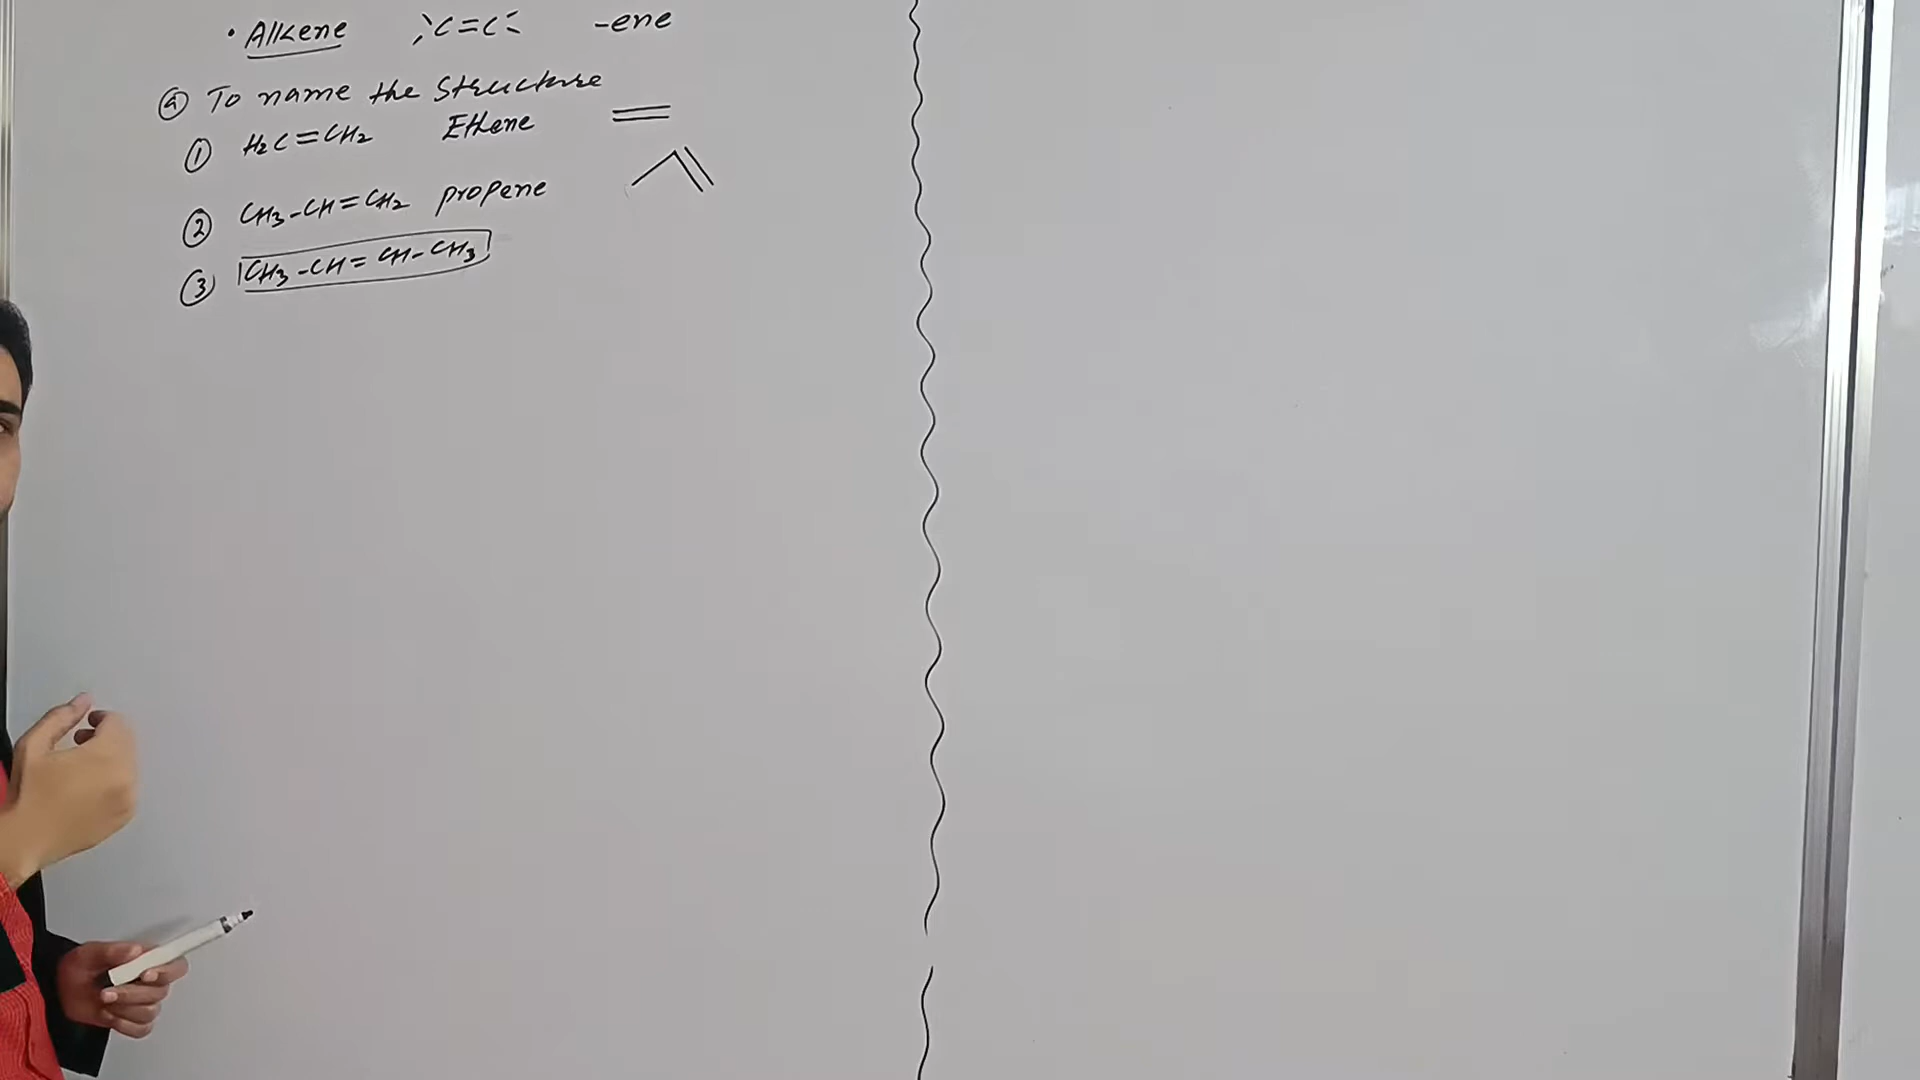 • Alkene C=C -ene
ⓐ To name the Structure
① H₂C=CH₂ Ethene
② CH₃-CH=CH₂ propene
③ CH₃-CH=CH-CH₃